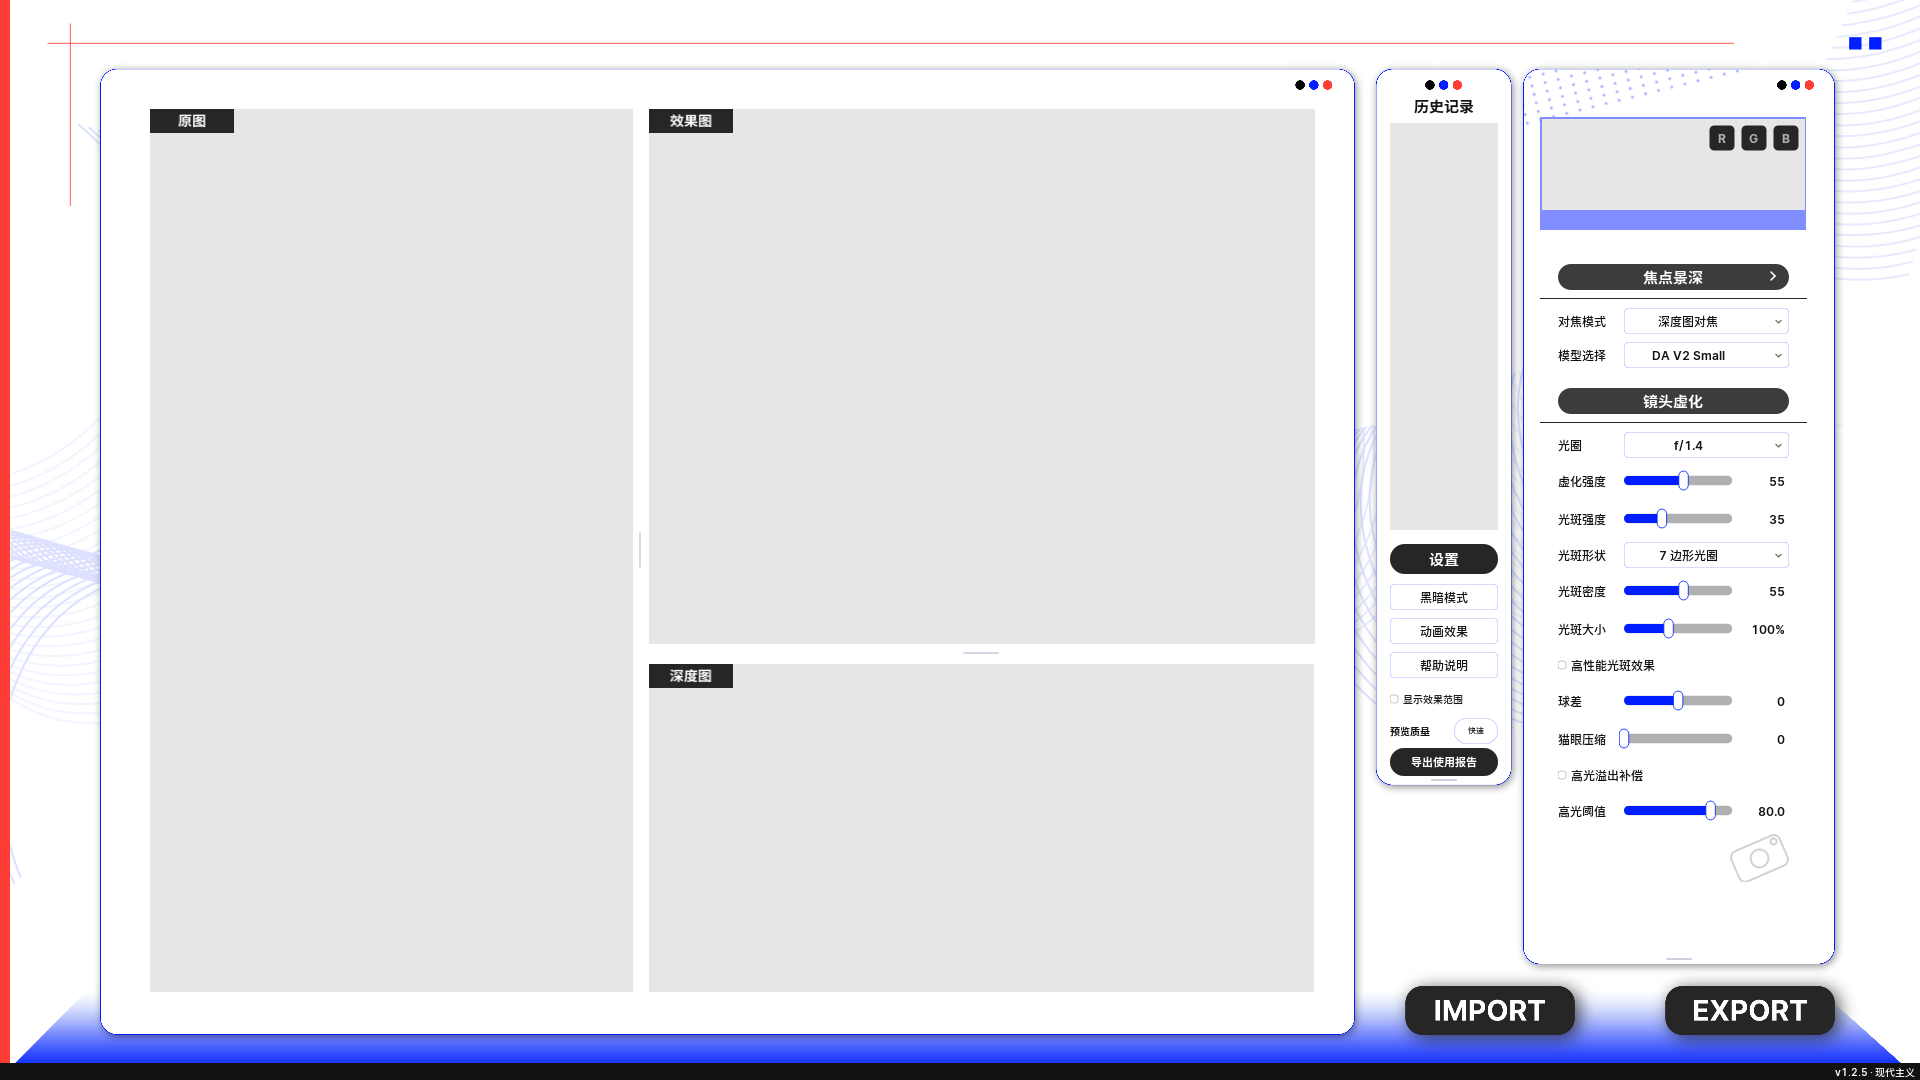 原图
效果图
深度图
历史记录
设置
黑暗模式
动画效果
帮助说明
显示效果范围
预览质量 快速
导出使用报告
R G B
焦点景深
对焦模式 深度图对焦
模型选择 DA V2 Small
镜头虚化
光圈 f/1.4
虚化强度 55
光斑强度 35
光斑形状 7 边形光圈
光斑密度 55
光斑大小 100%
高性能光斑效果
球差 0
猫眼压缩 0
高光溢出补偿
高光阈值 80.0
IMPORT
EXPORT
v1.2.5 · 现代主义